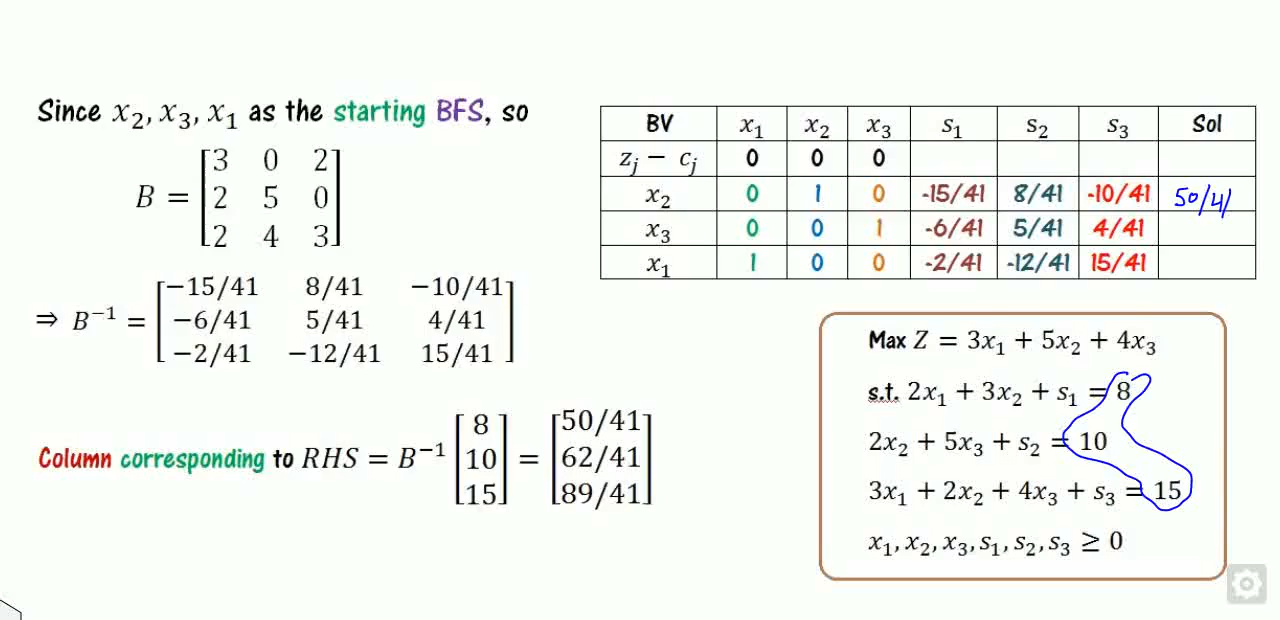 Since x₂, x₃, x₁ as the starting BFS, so
B = [3 0 2
2 5 0
2 4 3]
⇒ B⁻¹ = [−15/41 8/41 −10/41
−6/41 5/41 4/41
−2/41 −12/41 15/41]
Column corresponding to RHS = B⁻¹ [8 10 15] = [50/41 62/41 89/41]
BV x₁ x₂ x₃ s₁ s₂ s₃ Sol
zⱼ − cⱼ 0 0 0
x₂ 0 1 0 -15/41 8/41 -10/41 50/41
x₃ 0 0 1 -6/41 5/41 4/41
x₁ 1 0 0 -2/41 -12/41 15/41
Max Z = 3x₁ + 5x₂ + 4x₃
s.t. 2x₁ + 3x₂ + s₁ = 8
2x₂ + 5x₃ + s₂ = 10
3x₁ + 2x₂ + 4x₃ + s₃ = 15
x₁, x₂, x₃, s₁, s₂, s₃ ≥ 0